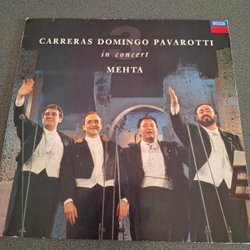 DECCA
CARRERAS DOMINGO PAVAROTTI
in concert
MEHTA